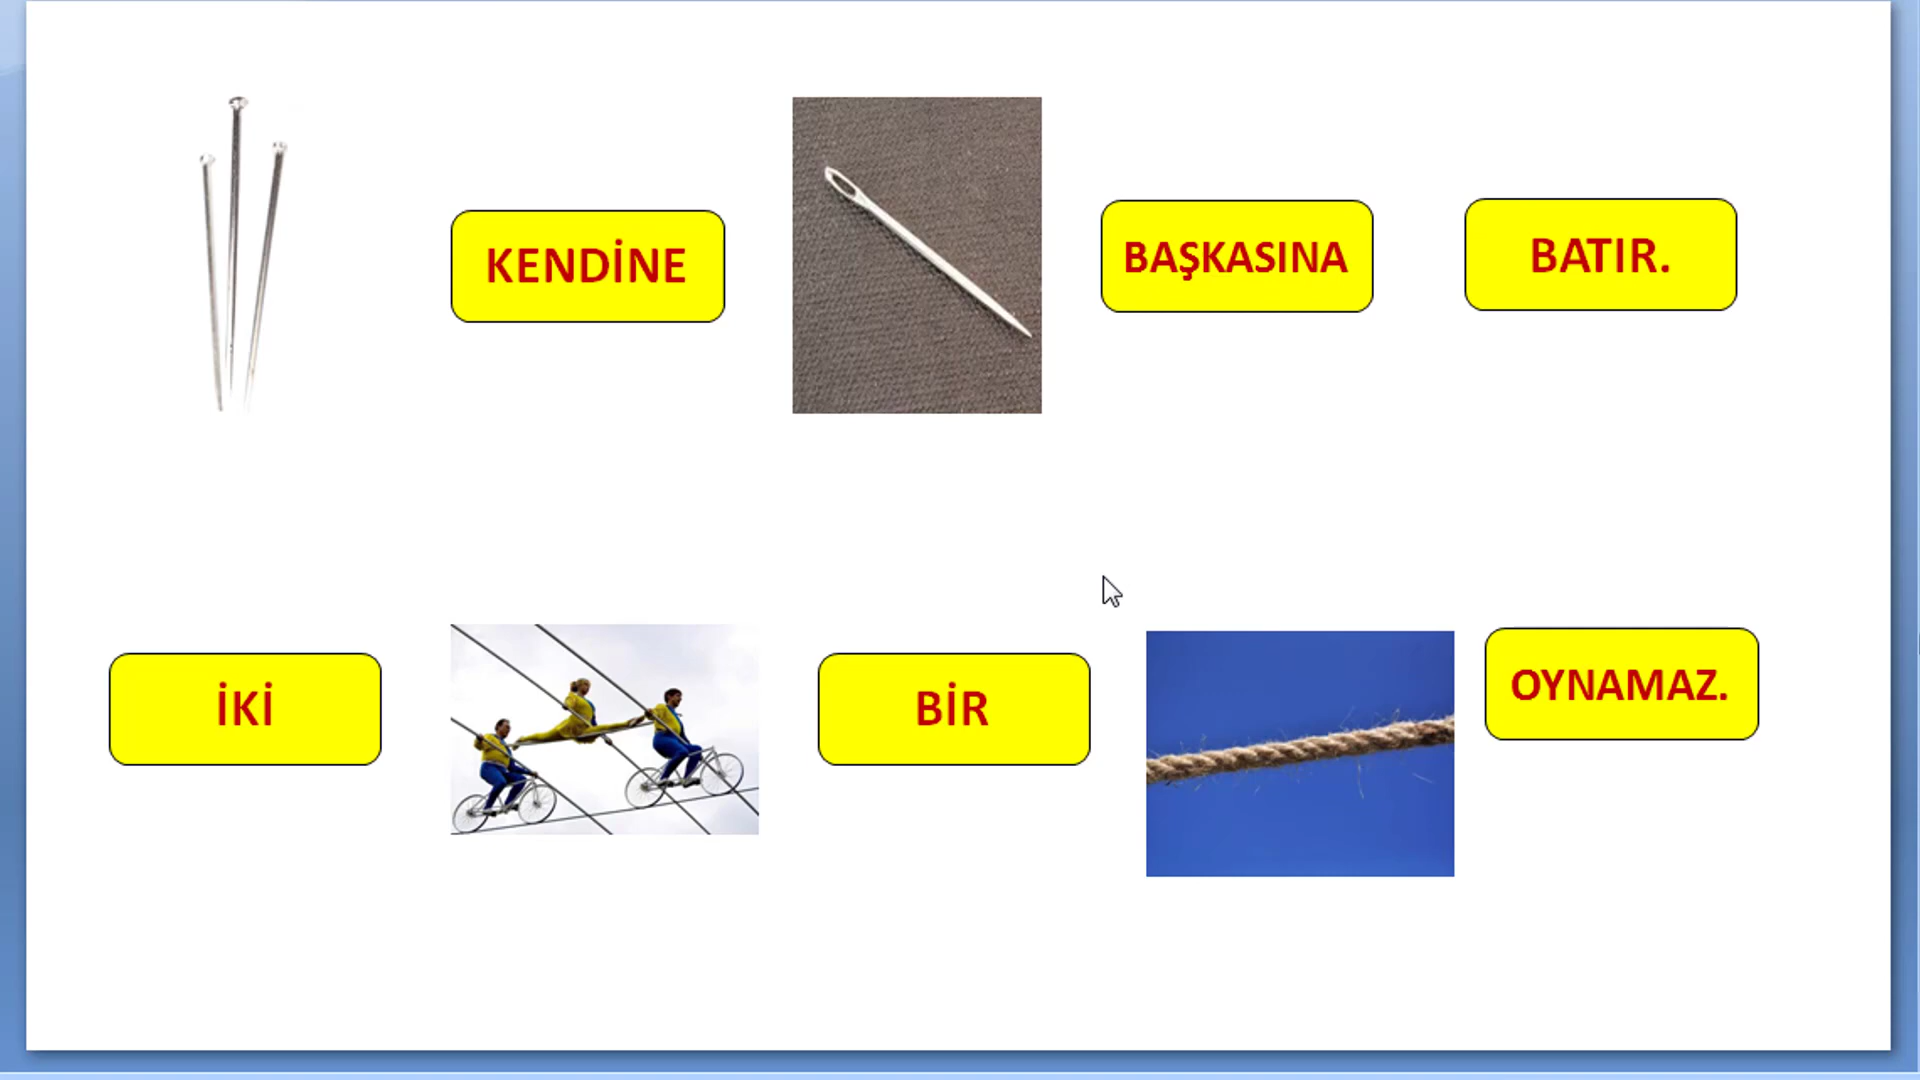 KENDİNE
BAŞKASINA
BATIR.
İKİ
BİR
OYNAMAZ.